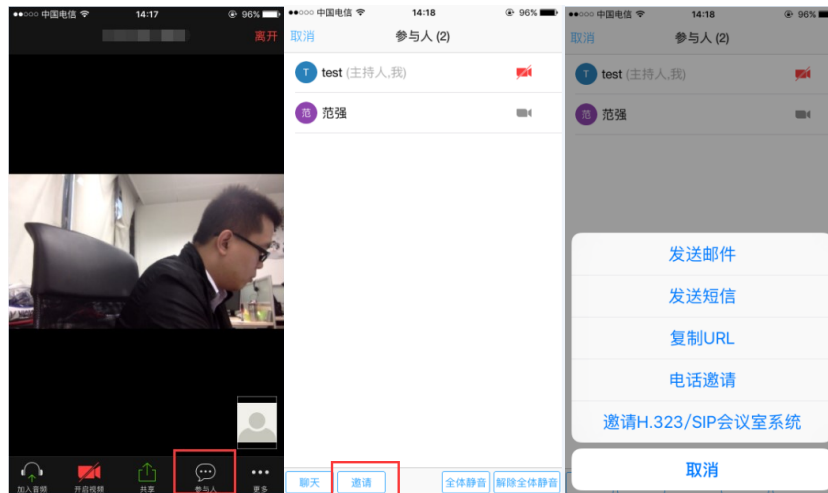 中国电信 14:17 96%
离开
加入音频 开启视频 共享 参与人 更多
中国电信 14:18 96%
取消 参与人 (2)
T test (主持人,我)
范 范强
聊天 邀请 全体静音 解除全体静音
中国电信 14:18 96%
取消 参与人 (2)
T test (主持人,我)
范 范强
发送邮件
发送短信
复制URL
电话邀请
邀请H.323/SIP会议室系统
取消